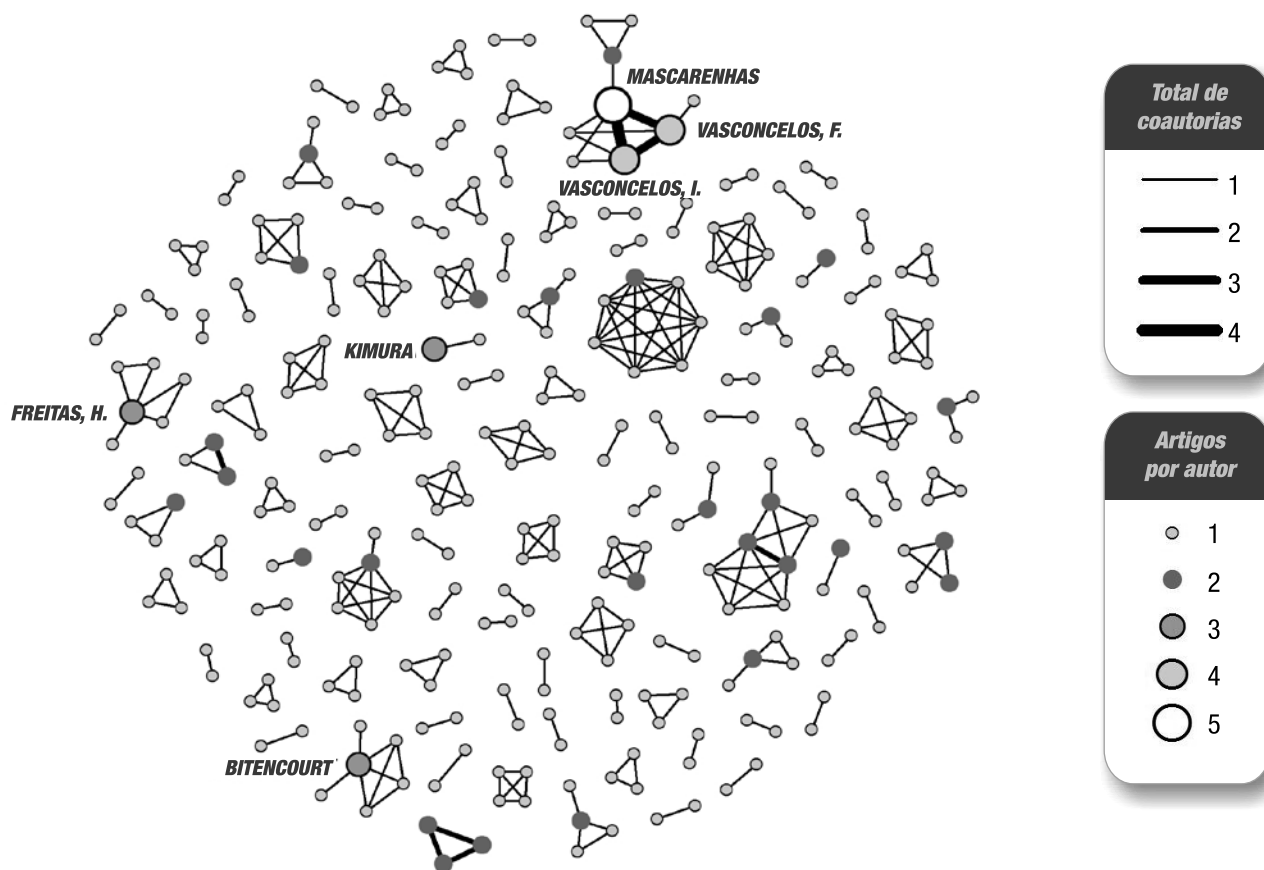 MASCARENHAS
VASCONCELOS, F.
VASCONCELOS, I.
KIMURA
FREITAS, H.
BITENCOURT
Total de
coautorias
1
2
3
4
Artigos
por autor
1
2
3
4
5